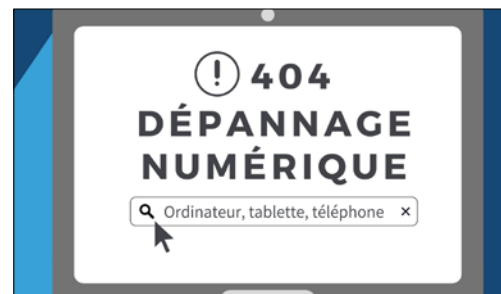 ! 404
DÉPANNAGE
NUMÉRIQUE
Ordinateur, tablette, téléphone ×